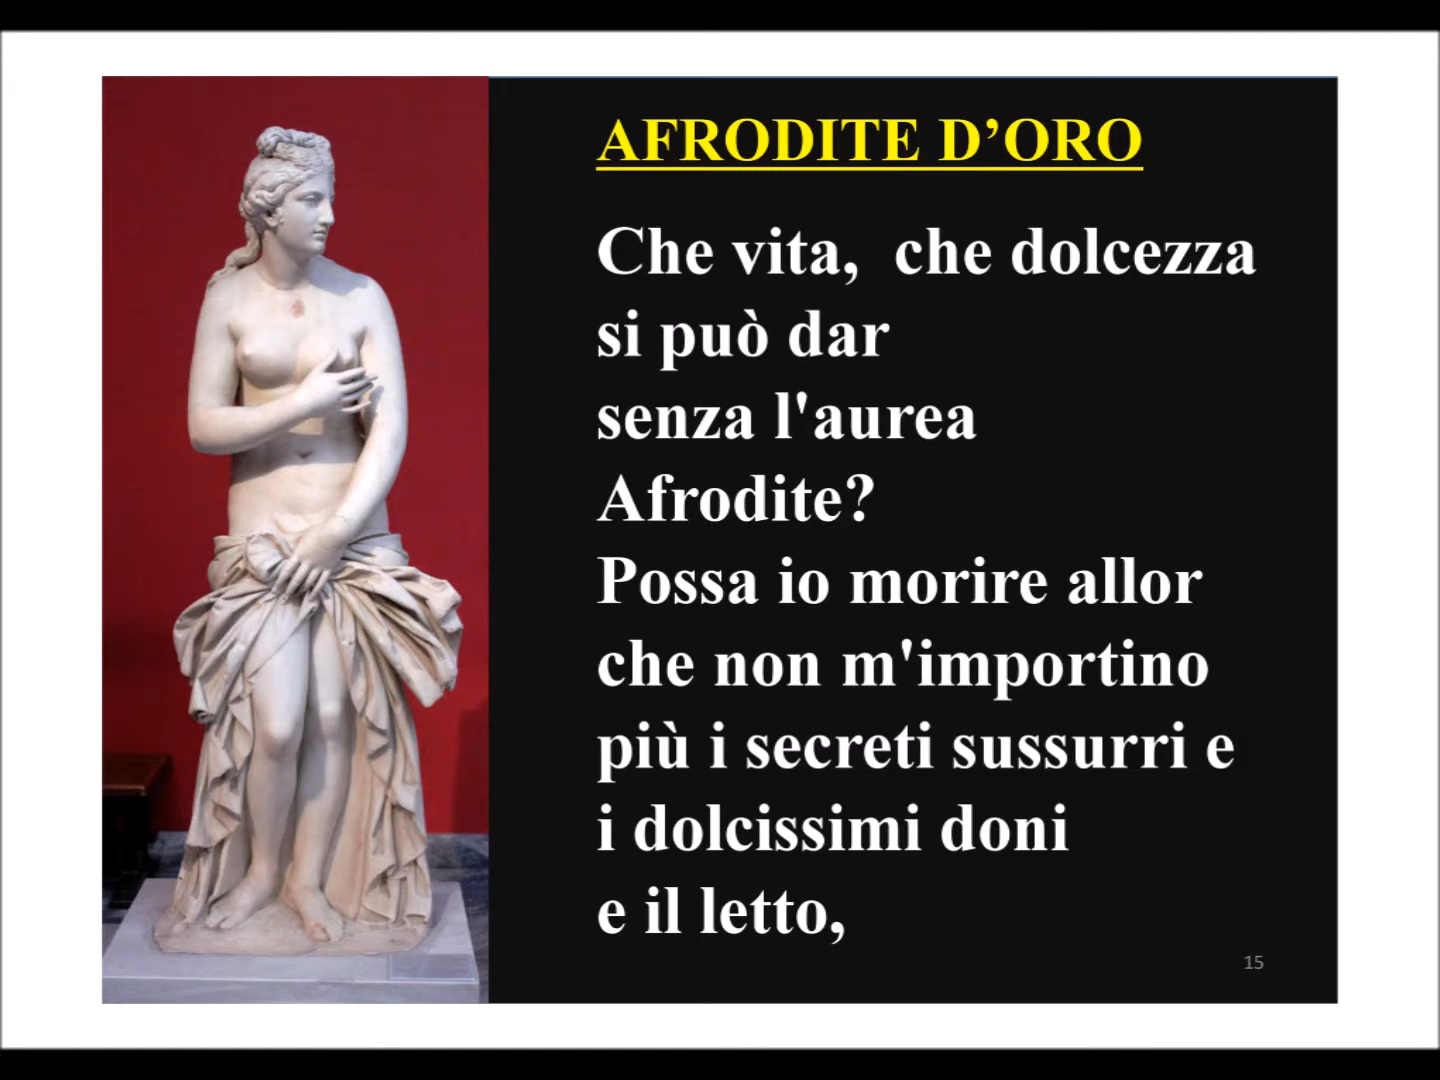 AFRODITE D’ORO
Che vita, che dolcezza
si può dar
senza l'aurea
Afrodite?
Possa io morire allor
che non m'importino
più i secreti sussurri e
i dolcissimi doni
e il letto,
15